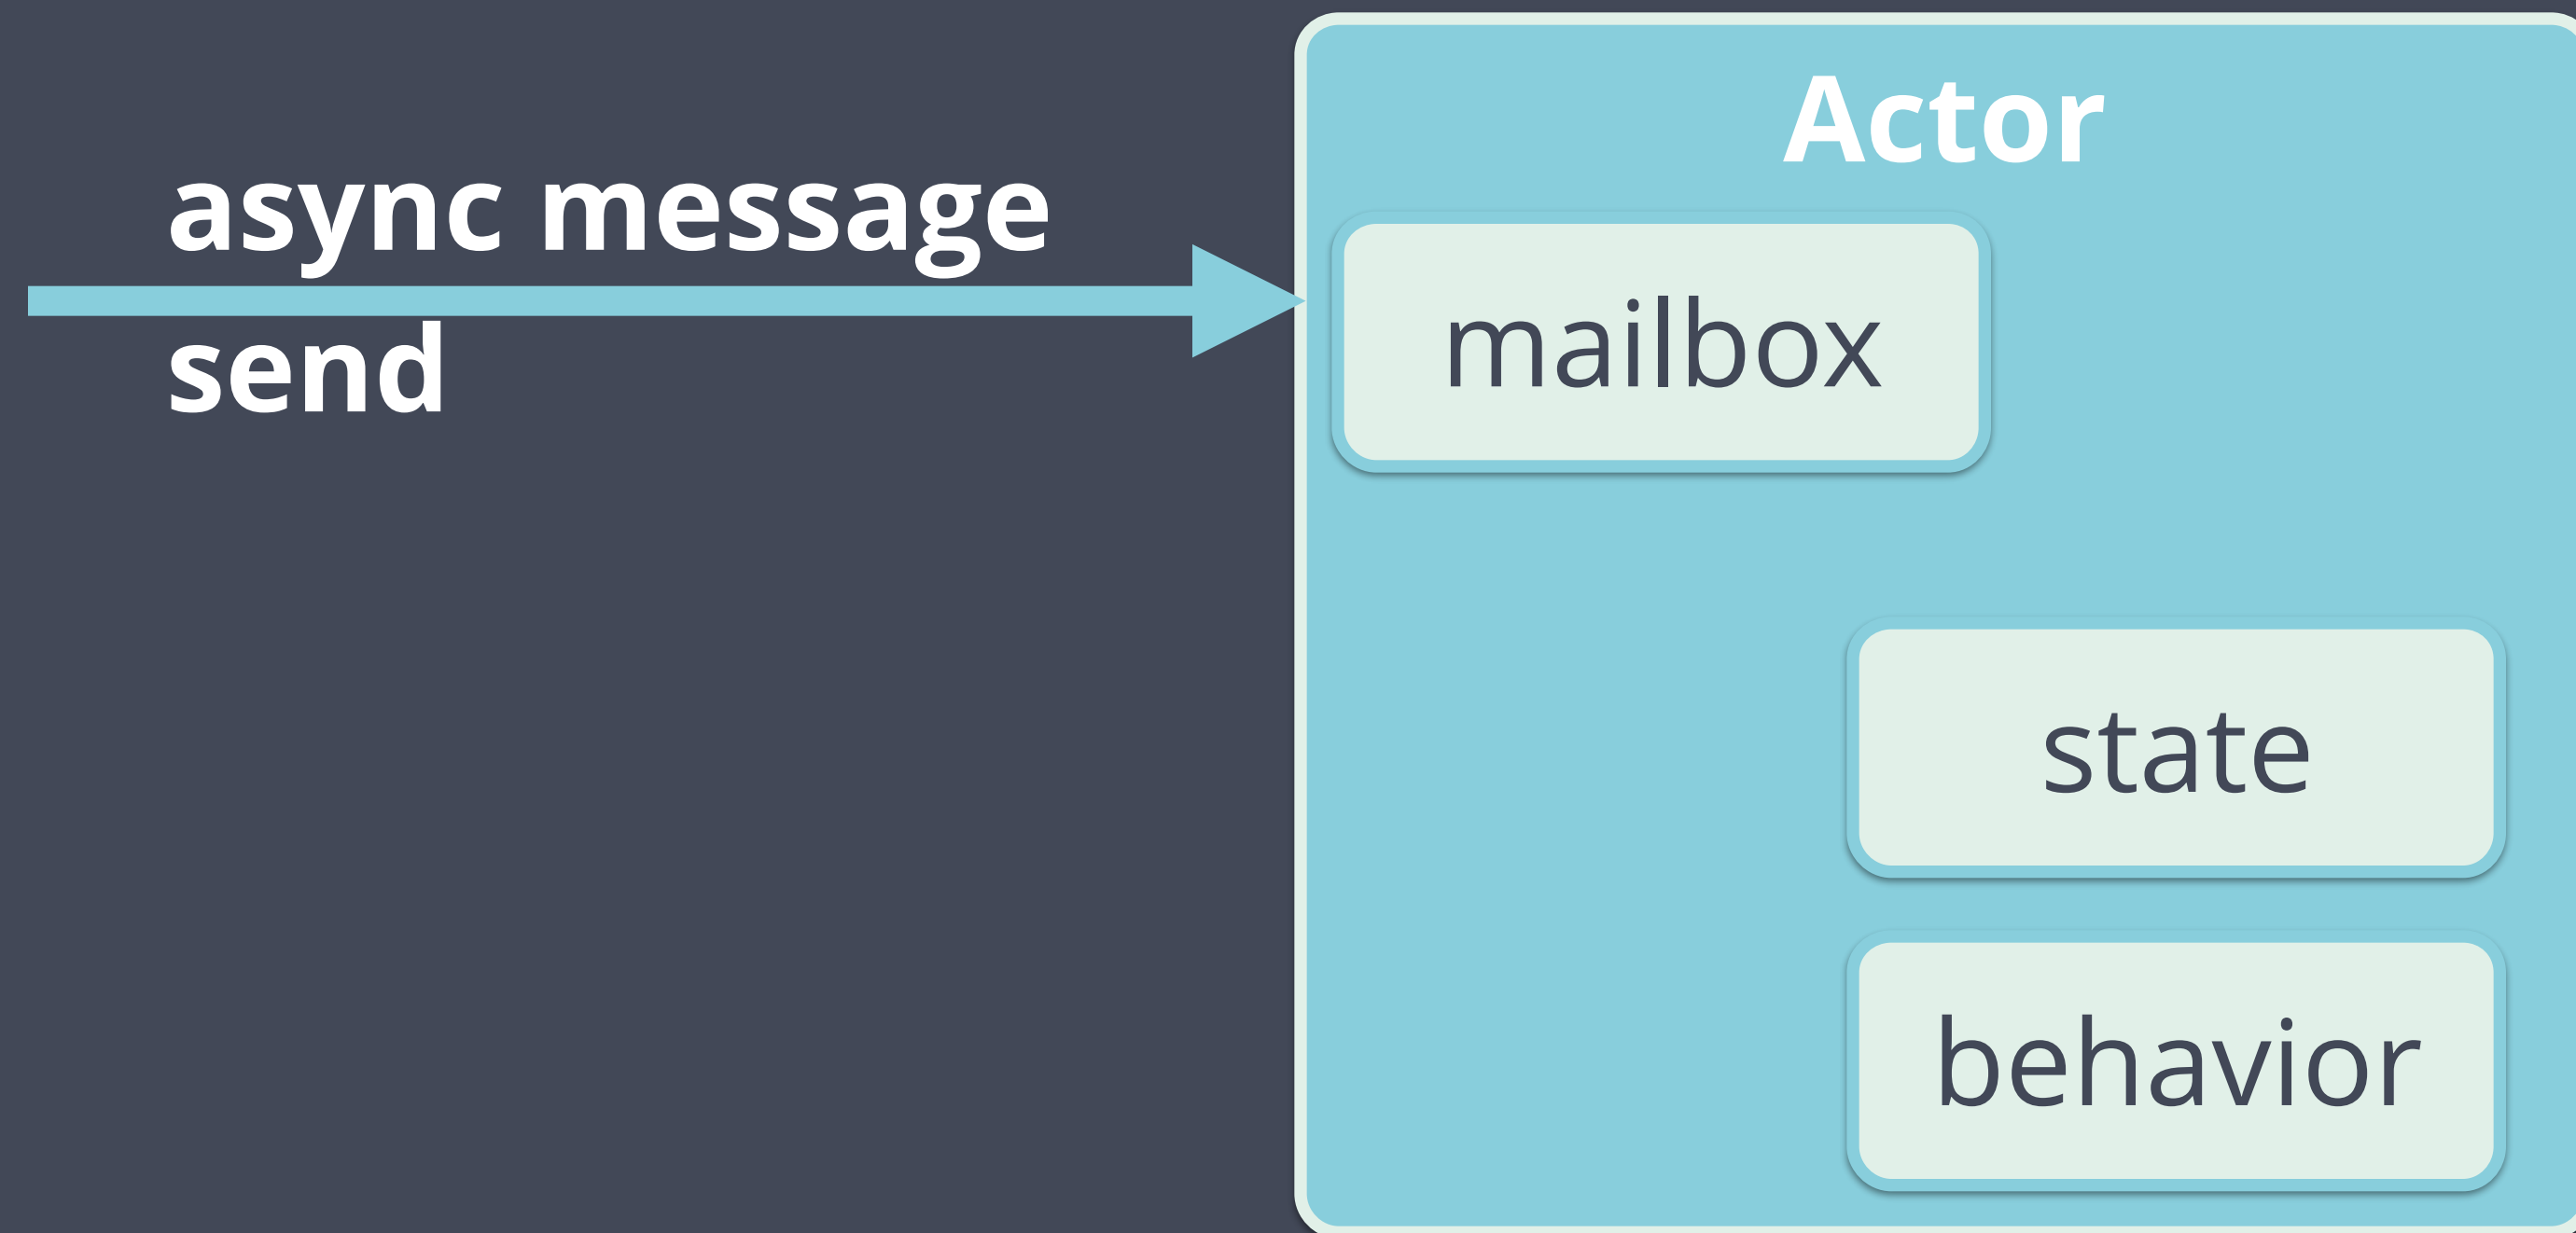 Actor
async message
send
mailbox
state
behavior